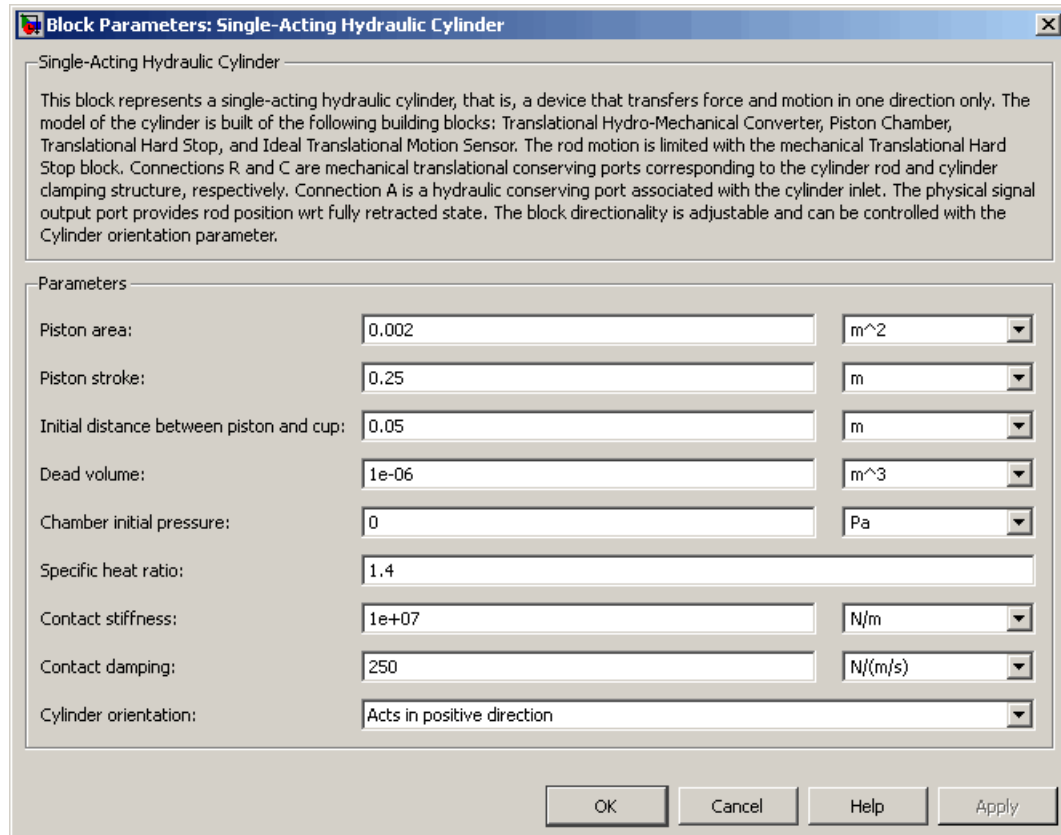 Block Parameters: Single-Acting Hydraulic Cylinder
Single-Acting Hydraulic Cylinder
This block represents a single-acting hydraulic cylinder, that is, a device that transfers force and motion in one direction only. The
model of the cylinder is built of the following building blocks: Translational Hydro-Mechanical Converter, Piston Chamber,
Translational Hard Stop, and Ideal Translational Motion Sensor. The rod motion is limited with the mechanical Translational Hard
Stop block. Connections R and C are mechanical translational conserving ports corresponding to the cylinder rod and cylinder
clamping structure, respectively. Connection A is a hydraulic conserving port associated with the cylinder inlet. The physical signal
output port provides rod position wrt fully retracted state. The block directionality is adjustable and can be controlled with the
Cylinder orientation parameter.
Parameters
Piston area: 0.002 m^2
Piston stroke: 0.25 m
Initial distance between piston and cup: 0.05 m
Dead volume: 1e-06 m^3
Chamber initial pressure: 0 Pa
Specific heat ratio: 1.4
Contact stiffness: 1e+07 N/m
Contact damping: 250 N/(m/s)
Cylinder orientation: Acts in positive direction
OK Cancel Help Apply